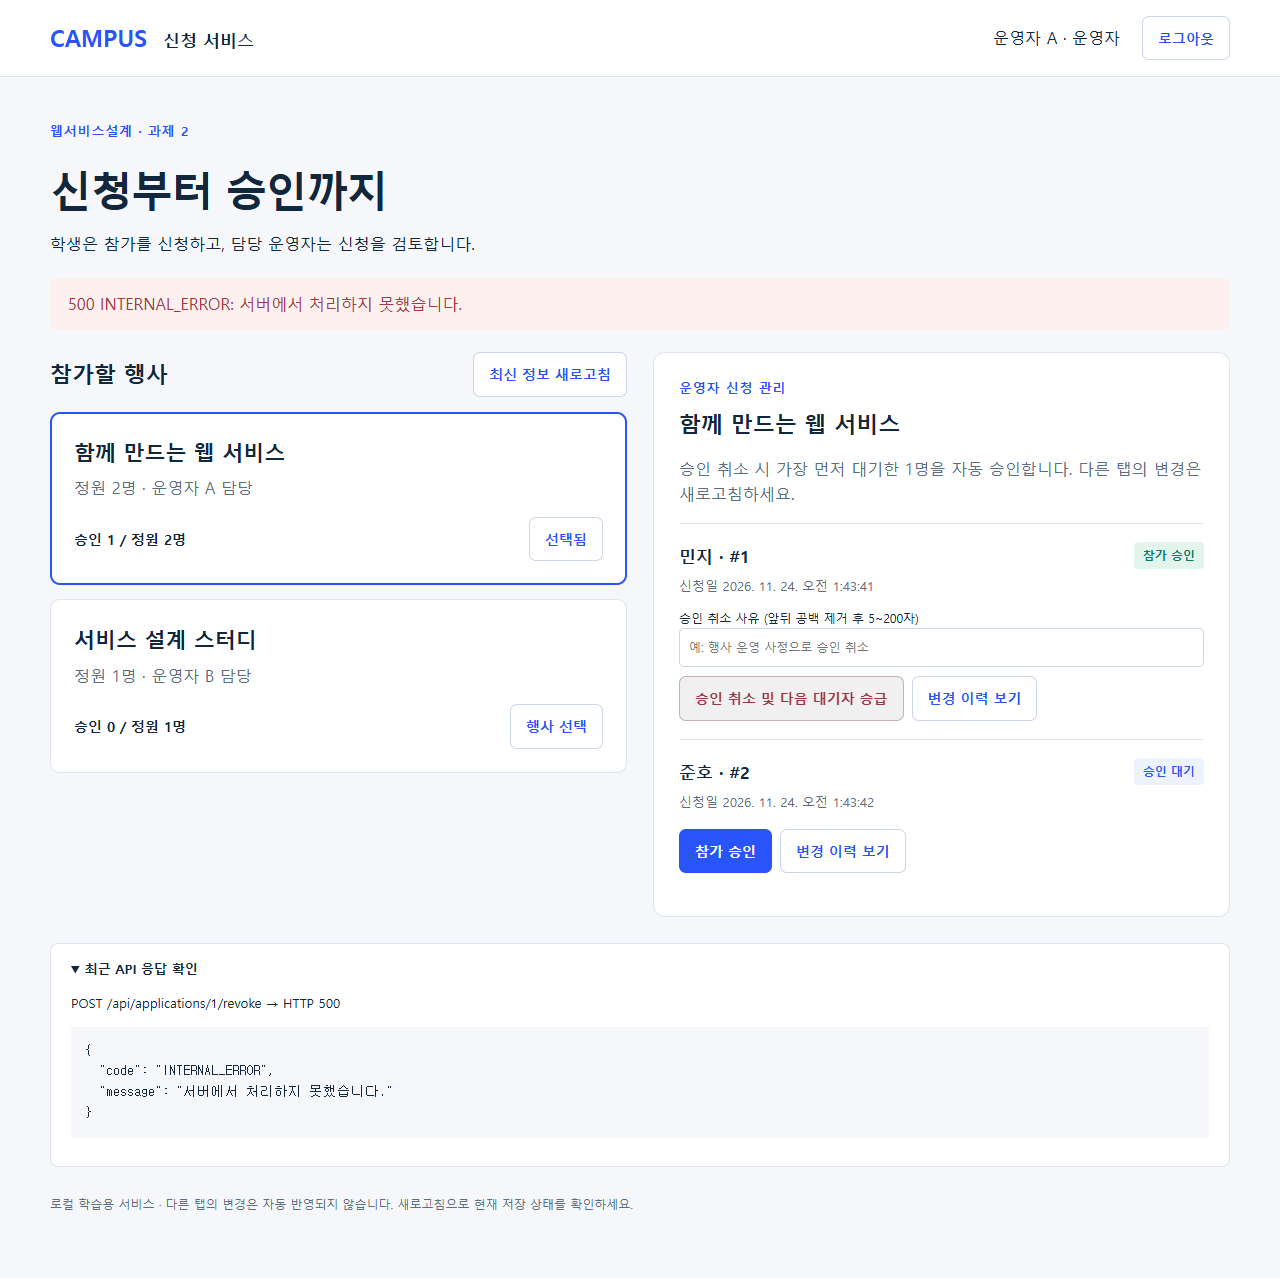 CAMPUS 신청 서비스
운영자 A · 운영자
로그아웃
웹서비스설계 · 과제 2
신청부터 승인까지
학생은 참가를 신청하고, 담당 운영자는 신청을 검토합니다.
500 INTERNAL_ERROR: 서버에서 처리하지 못했습니다.
참가할 행사
최신 정보 새로고침
함께 만드는 웹 서비스
정원 2명 · 운영자 A 담당
승인 1 / 정원 2명
선택됨
서비스 설계 스터디
정원 1명 · 운영자 B 담당
승인 0 / 정원 1명
행사 선택
운영자 신청 관리
함께 만드는 웹 서비스
승인 취소 시 가장 먼저 대기한 1명을 자동 승인합니다. 다른 탭의 변경은
새로고침하세요.
민지 · #1
참가 승인
신청일 2026. 11. 24. 오전 1:43:41
승인 취소 사유 (앞뒤 공백 제거 후 5~200자)
예: 행사 운영 사정으로 승인 취소
승인 취소 및 다음 대기자 승급
변경 이력 보기
준호 · #2
승인 대기
신청일 2026. 11. 24. 오전 1:43:42
참가 승인
변경 이력 보기
▼ 최근 API 응답 확인
POST /api/applications/1/revoke → HTTP 500
{
  "code": "INTERNAL_ERROR",
  "message": "서버에서 처리하지 못했습니다."
}
로컬 학습용 서비스 · 다른 탭의 변경은 자동 반영되지 않습니다. 새로고침으로 현재 저장 상태를 확인하세요.